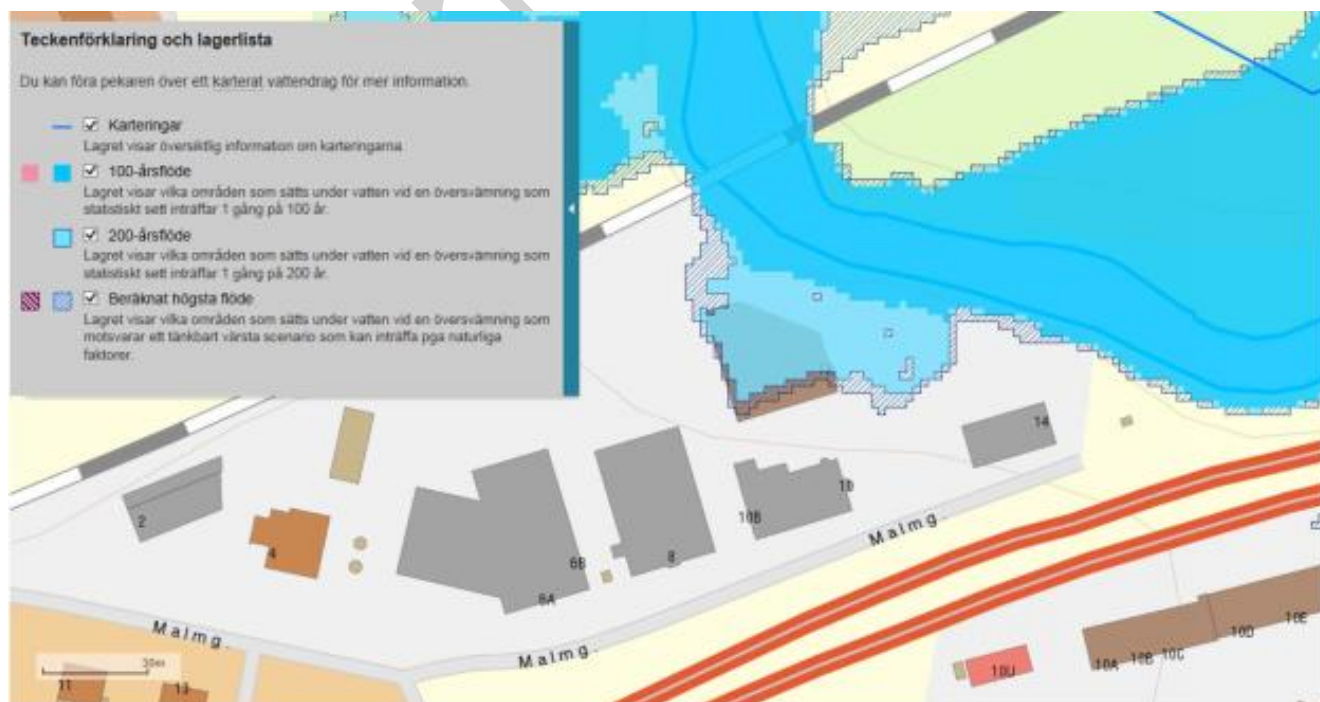 Teckenförklaring och lagerlista
Du kan föra pekaren över ett karterat vattendrag för mer information.
Karteringar
Lagret visar översiktlig information om karteringarna
100-årsflöde
Lagret visar vilka områden som sätts under vatten vid en översvämning som
statistiskt sett inträffar 1 gång på 100 år.
200-årsflöde
Lagret visar vilka områden som sätts under vatten vid en översvämning som
statistiskt sett inträffar 1 gång på 200 år.
Beräknat högsta flöde
Lagret visar vilka områden som sätts under vatten vid en översvämning som
motsvarar ett tänkbart värsta scenario som kan inträffa pga naturliga
faktorer.
14
2
10
10B
Malmg.
4
8
6B
6A
Malmg.
Malmg.
10E
10D
10C
10B
10A
10U
30m
11
13